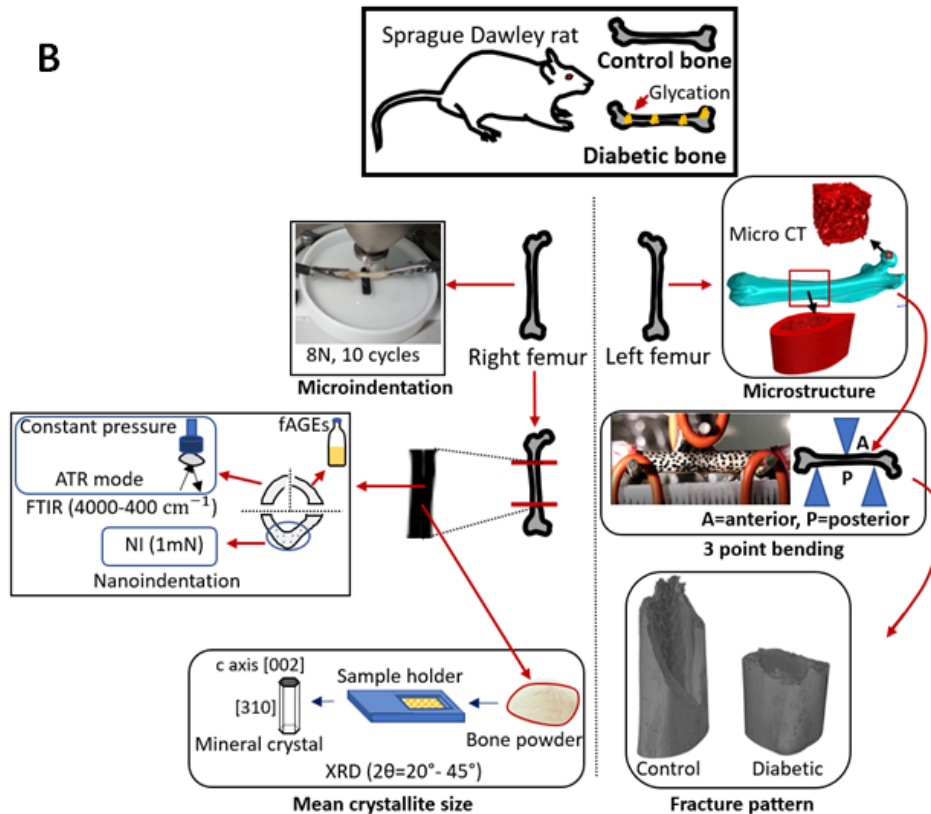 B
Sprague Dawley rat
Control bone
Glycation
Diabetic bone
8N, 10 cycles
Microindentation
Right femur
Left femur
Micro CT
Microstructure
Constant pressure
ATR mode
FTIR (4000-400 cm⁻¹)
fAGEs
NI (1mN)
Nanoindentation
A
P
A=anterior, P=posterior
3 point bending
c axis [002]
[310]
Mineral crystal
Sample holder
Bone powder
XRD (2θ=20°- 45°)
Mean crystallite size
Control
Diabetic
Fracture pattern